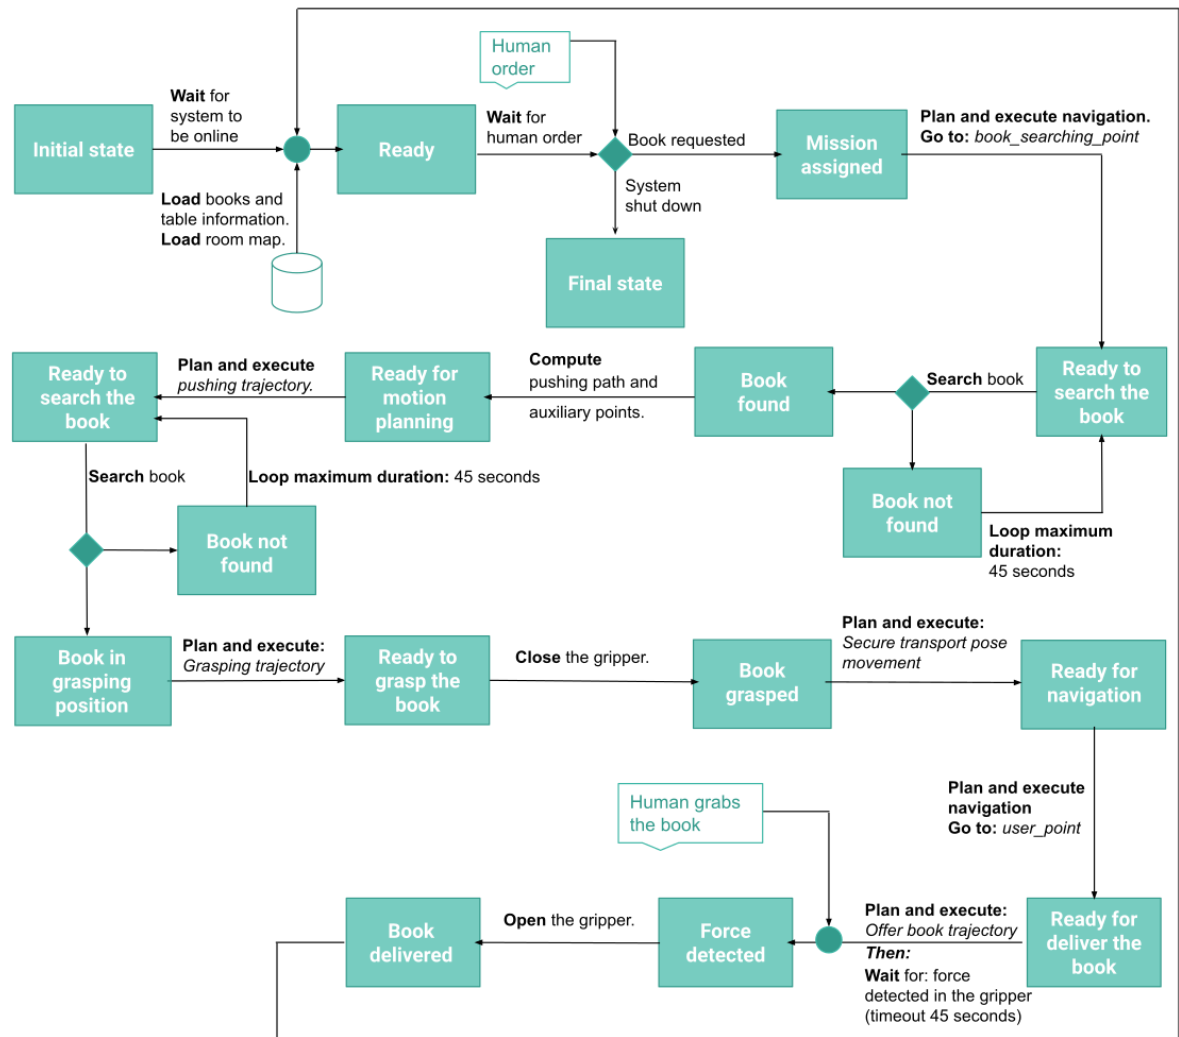 Human
order
Wait for
system to
be online
Initial state
Ready
Wait for
human order
Book requested
Mission
assigned
Plan and execute navigation.
Go to: book_searching_point
System
shut down
Load books and
table information.
Load room map.
Final state
Ready to
search the
book
Search book
Book
found
Compute
pushing path and
auxiliary points.
Ready for
motion
planning
Plan and execute
pushing trajectory.
Ready to
search the
book
Book not
found
Loop maximum
duration:
45 seconds
Search book
Loop maximum duration: 45 seconds
Book not
found
Book in
grasping
position
Plan and execute:
Grasping trajectory
Ready to
grasp the
book
Close the gripper.
Book
grasped
Plan and execute:
Secure transport pose
movement
Ready for
navigation
Plan and execute
navigation
Go to: user_point
Human grabs
the book
Ready for
deliver the
book
Plan and execute:
Offer book trajectory
Then:
Wait for: force
detected in the gripper
(timeout 45 seconds)
Force
detected
Open the gripper.
Book
delivered